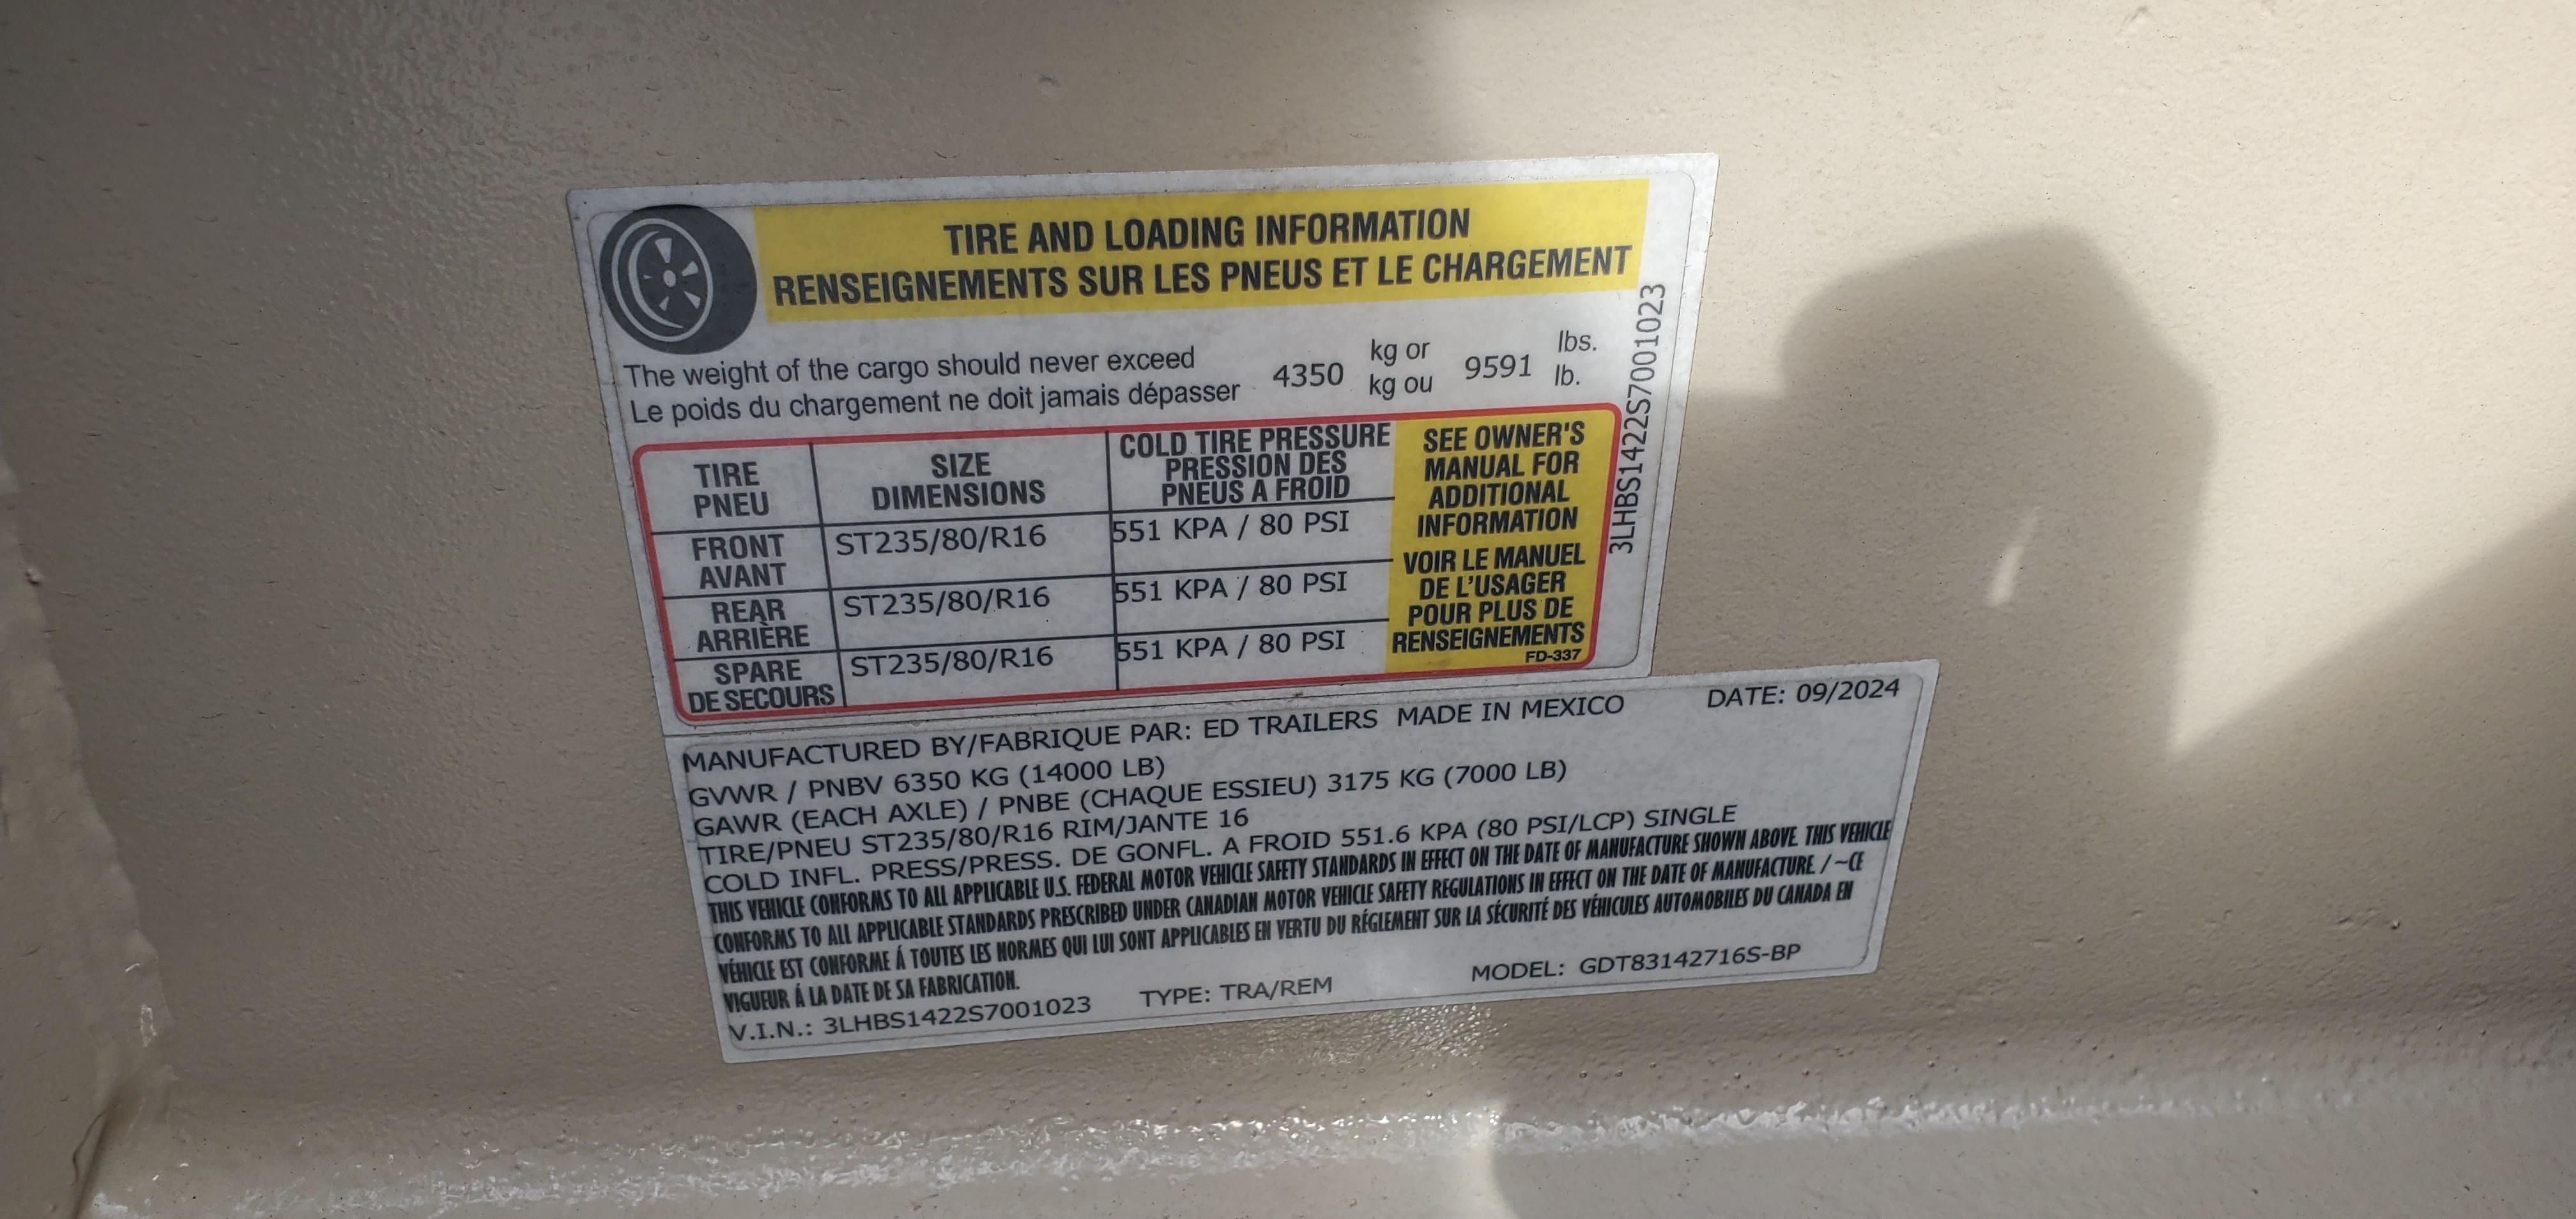 TIRE AND LOADING INFORMATION
RENSEIGNEMENTS SUR LES PNEUS ET LE CHARGEMENT
The weight of the cargo should never exceed 4350 kg or 9591 lbs.
Le poids du chargement ne doit jamais dépasser kg ou lb.
TIRE
PNEU
SIZE
DIMENSIONS
COLD TIRE PRESSURE
PRESSION DES
PNEUS A FROID
FRONT
AVANT
ST235/80/R16
551 KPA / 80 PSI
REAR
ARRIÈRE
ST235/80/R16
551 KPA / 80 PSI
SPARE
DE SECOURS
ST235/80/R16
551 KPA / 80 PSI
SEE OWNER'S
MANUAL FOR
ADDITIONAL
INFORMATION
VOIR LE MANUEL
DE L'USAGER
POUR PLUS DE
RENSEIGNEMENTS
FD-337
3LHBS1422S7001023
MANUFACTURED BY/FABRIQUE PAR: ED TRAILERS MADE IN MEXICO DATE: 09/2024
GVWR / PNBV 6350 KG (14000 LB)
GAWR (EACH AXLE) / PNBE (CHAQUE ESSIEU) 3175 KG (7000 LB)
TIRE/PNEU ST235/80/R16 RIM/JANTE 16
COLD INFL. PRESS/PRESS. DE GONFL. A FROID 551.6 KPA (80 PSI/LCP) SINGLE
THIS VEHICLE CONFORMS TO ALL APPLICABLE U.S. FEDERAL MOTOR VEHICLE SAFETY STANDARDS IN EFFECT ON THE DATE OF MANUFACTURE SHOWN ABOVE. THIS VEHICLE
CONFORMS TO ALL APPLICABLE STANDARDS PRESCRIBED UNDER CANADIAN MOTOR VEHICLE SAFETY REGULATIONS IN EFFECT ON THE DATE OF MANUFACTURE. / ~CE
VÉHICLE EST CONFORME Á TOUTES LES NORMES QUI LUI SONT APPLICABLES EN VERTU DU RÉGLEMENT SUR LA SÉCURITÉ DES VÉHICULES AUTOMOBILES DU CANADA EN
VIGUEUR Á LA DATE DE SA FABRICATION.
V.I.N.: 3LHBS1422S7001023 TYPE: TRA/REM MODEL: GDT83142716S-BP